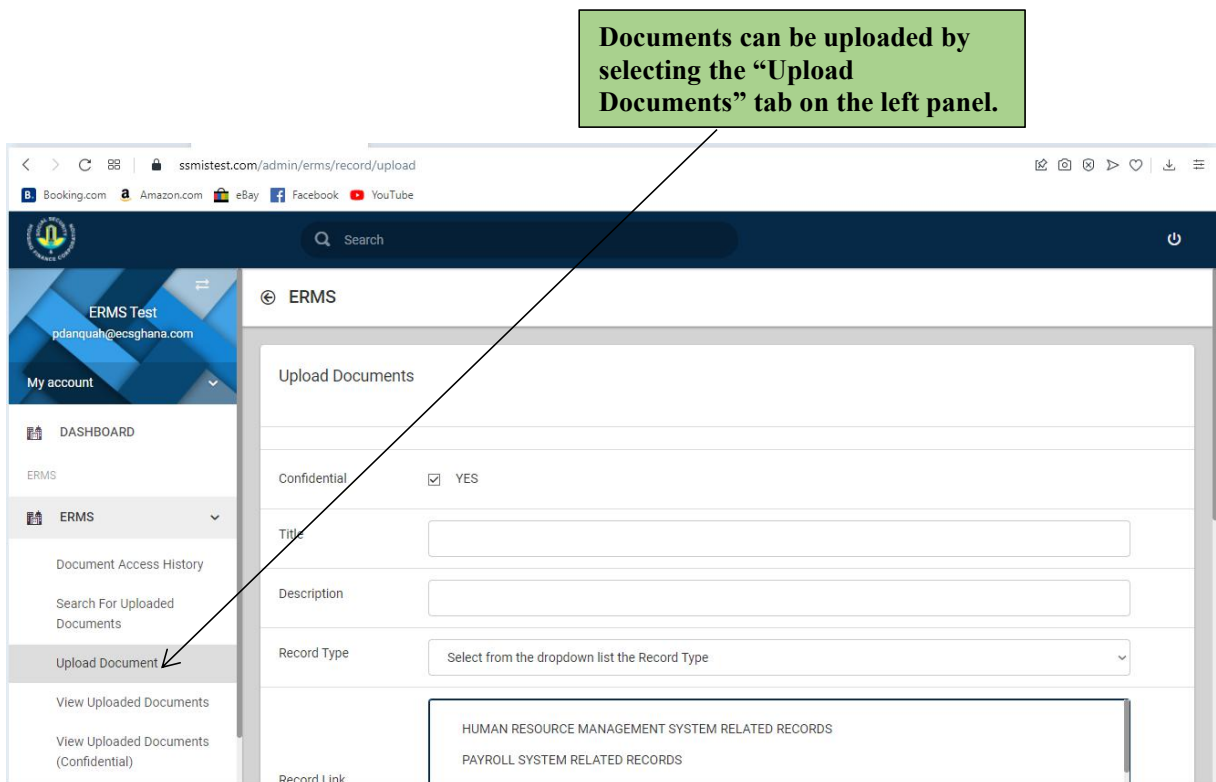 Documents can be uploaded by
selecting the “Upload
Documents” tab on the left panel.
ssmistest.com/admin/erms/record/upload
Booking.com Amazon.com eBay Facebook YouTube
Search
ERMS Test
pdanquah@ecsghana.com
My account
DASHBOARD
ERMS
ERMS
Document Access History
Search For Uploaded
Documents
Upload Document
View Uploaded Documents
View Uploaded Documents
(Confidential)
ERMS
Upload Documents
Confidential YES
Title
Description
Record Type Select from the dropdown list the Record Type
HUMAN RESOURCE MANAGEMENT SYSTEM RELATED RECORDS
PAYROLL SYSTEM RELATED RECORDS
Record Link